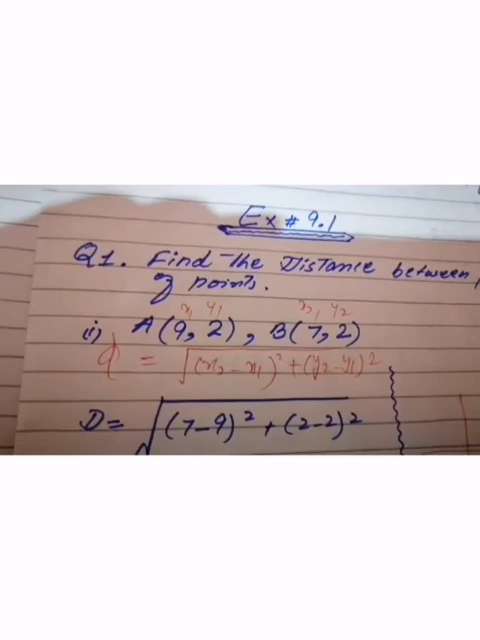 Ex # 9.1
Q1. Find the Distance between
of points.
x₁ y₁ x₂, y₂
(i) A(9, 2), B(7, 2)
d = √(x₂-x₁)²+(y₂-y₁)²
D= √(7-9)²+(2-2)²